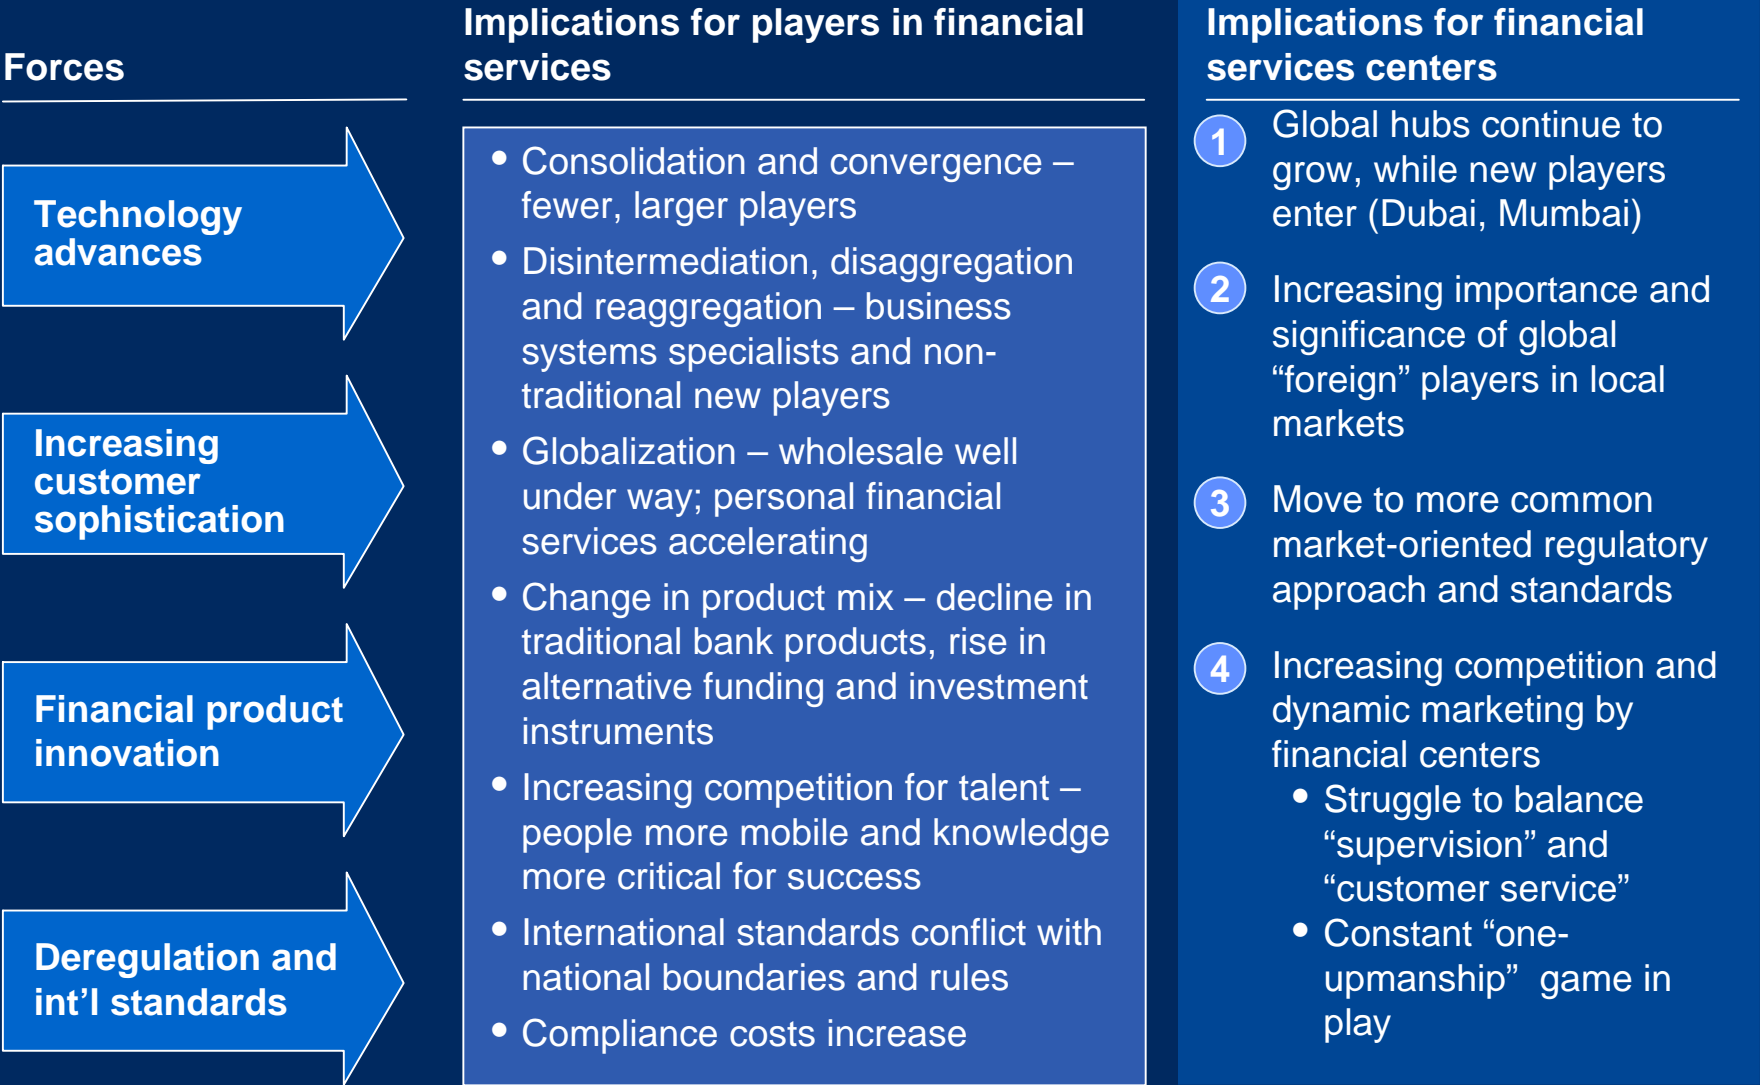 Forces
Technology
advances
Increasing
customer
sophistication
Financial product
innovation
Deregulation and
int’l standards
Implications for players in financial
services
• Consolidation and convergence –
fewer, larger players
• Disintermediation, disaggregation
and reaggregation – business
systems specialists and non-
traditional new players
• Globalization – wholesale well
under way; personal financial
services accelerating
• Change in product mix – decline in
traditional bank products, rise in
alternative funding and investment
instruments
• Increasing competition for talent –
people more mobile and knowledge
more critical for success
• International standards conflict with
national boundaries and rules
• Compliance costs increase
Implications for financial
services centers
1 Global hubs continue to
grow, while new players
enter (Dubai, Mumbai)
2 Increasing importance and
significance of global
“foreign” players in local
markets
3 Move to more common
market-oriented regulatory
approach and standards
4 Increasing competition and
dynamic marketing by
financial centers
• Struggle to balance
“supervision” and
“customer service”
• Constant “one-
upmanship” game in
play